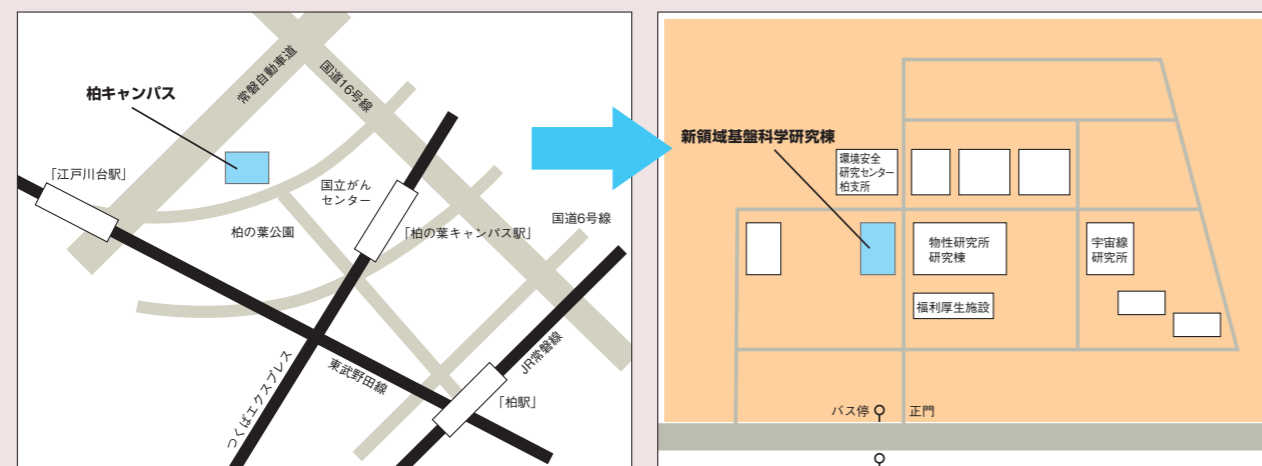 柏キャンパス
常磐自動車道
国道16号線
「江戸川台駅」
国立がん
センター
柏の葉公園
「柏の葉キャンパス駅」
国道6号線
つくばエクスプレス
東武野田線
JR常磐線
「柏駅」
新領域基盤科学研究棟
環境安全
研究センター
柏支所
物性研究所
研究棟
宇宙線
研究所
福利厚生施設
バス停
正門